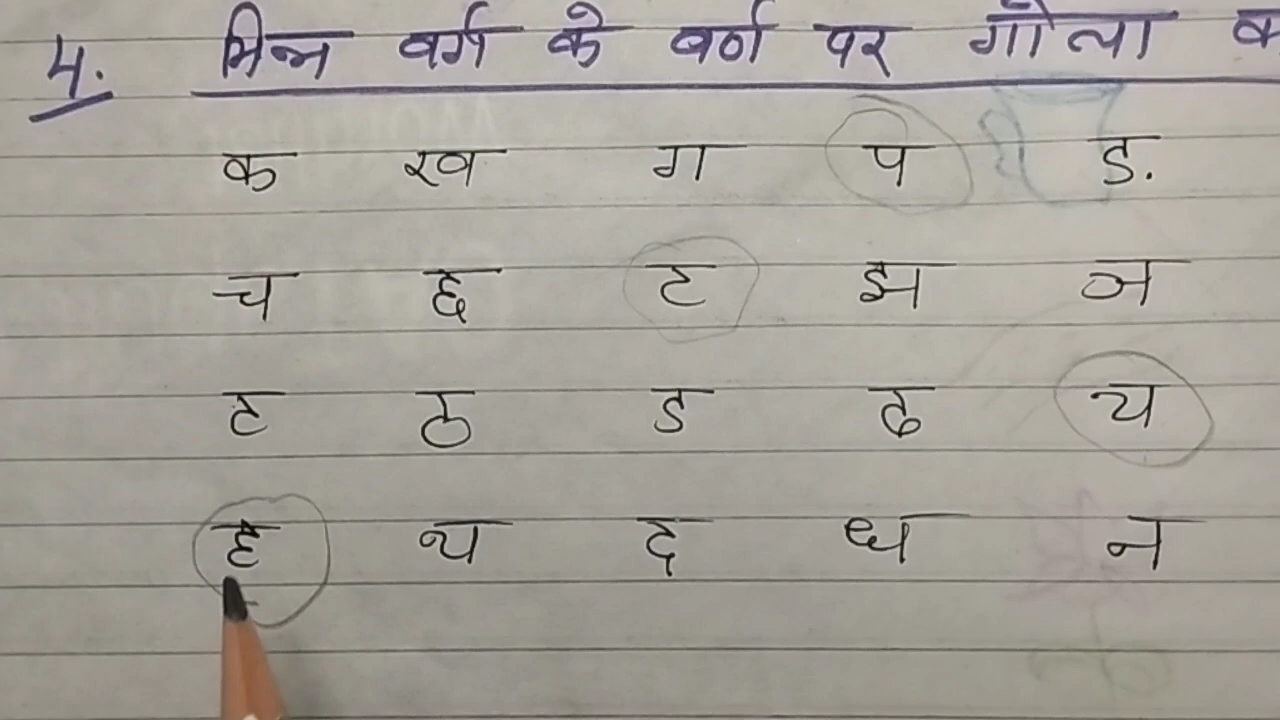 4. भिन्न वर्ग के वर्ण पर गोला
क ख ग प ङ
च छ ट झ ञ
ट ठ ड ढ य
ह थ द ध न